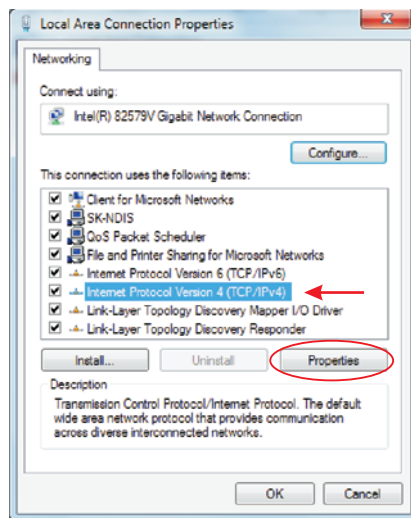 Local Area Connection Properties
Networking
Connect using:
Intel(R) 82579V Gigabit Network Connection
Configure...
This connection uses the following items:
Client for Microsoft Networks
SK-NDIS
QoS Packet Scheduler
File and Printer Sharing for Microsoft Networks
Internet Protocol Version 6 (TCP/IPv6)
Internet Protocol Version 4 (TCP/IPv4)
Link-Layer Topology Discovery Mapper I/O Driver
Link-Layer Topology Discovery Responder
Install... Uninstall Properties
Description
Transmission Control Protocol/Internet Protocol. The default
wide area network protocol that provides communication
across diverse interconnected networks.
OK Cancel